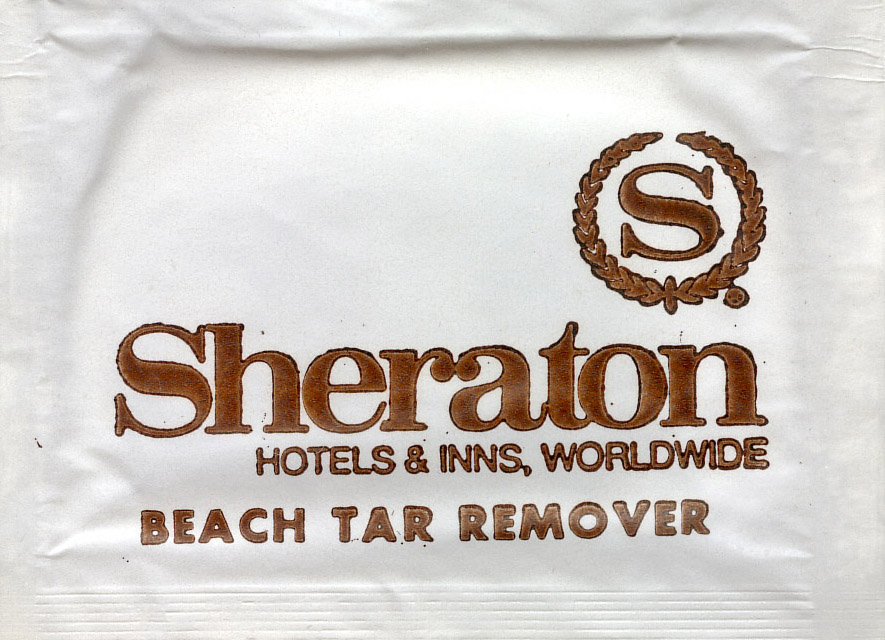 S
®
Sheraton
HOTELS & INNS, WORLDWIDE
BEACH TAR REMOVER